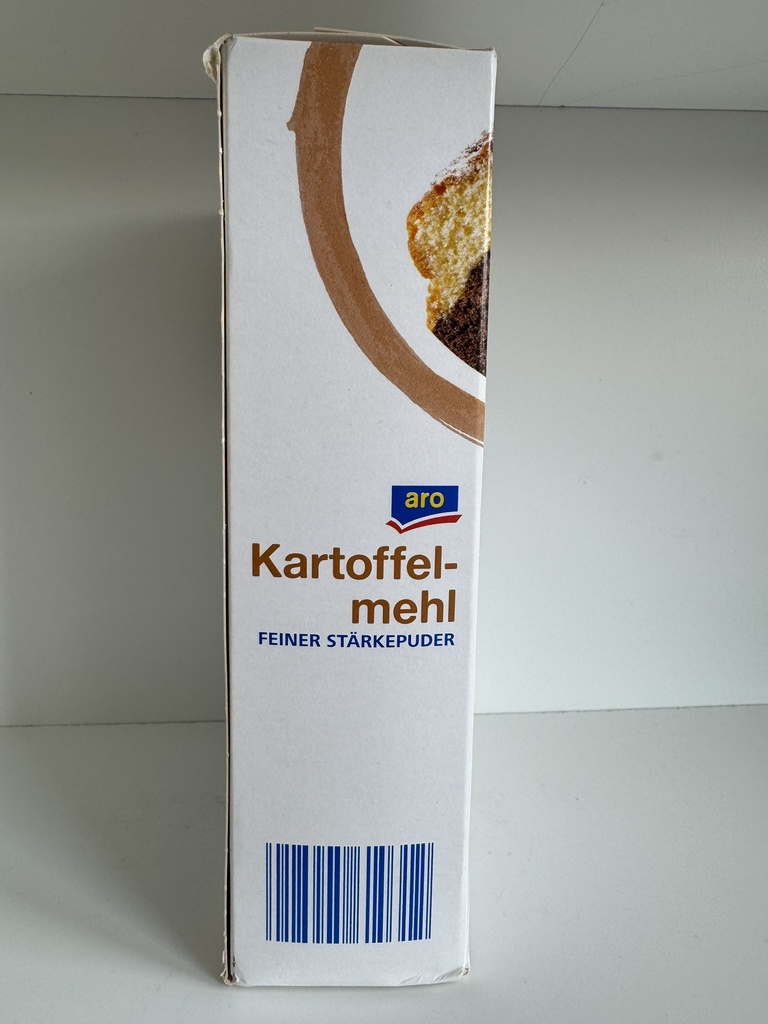 aro
Kartoffel-
mehl
FEINER STÄRKEPUDER